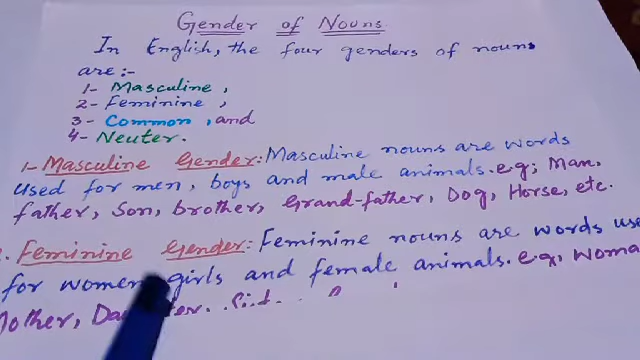 Gender of Nouns
In English, the four genders of nouns
are:-
1- Masculine,
2- Feminine,
3- Common, and
4- Neuter.
1- Masculine Gender: Masculine nouns are words
used for men, boys and male animals. e.g; Man,
father, Son, brother, Grand-father, Dog, Horse, etc.
Feminine Gender: Feminine nouns are words use
for women girls and female animals. e.g, Woma
Mother,